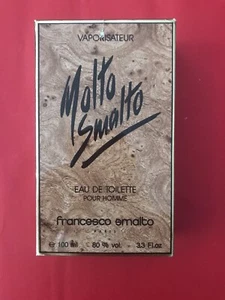 VAPORISATEUR
Molto
Smalto
EAU DE TOILETTE
POUR HOMME
francesco smalto
PARIS
e 100 ml 80 % vol. 3.3 Fl.oz